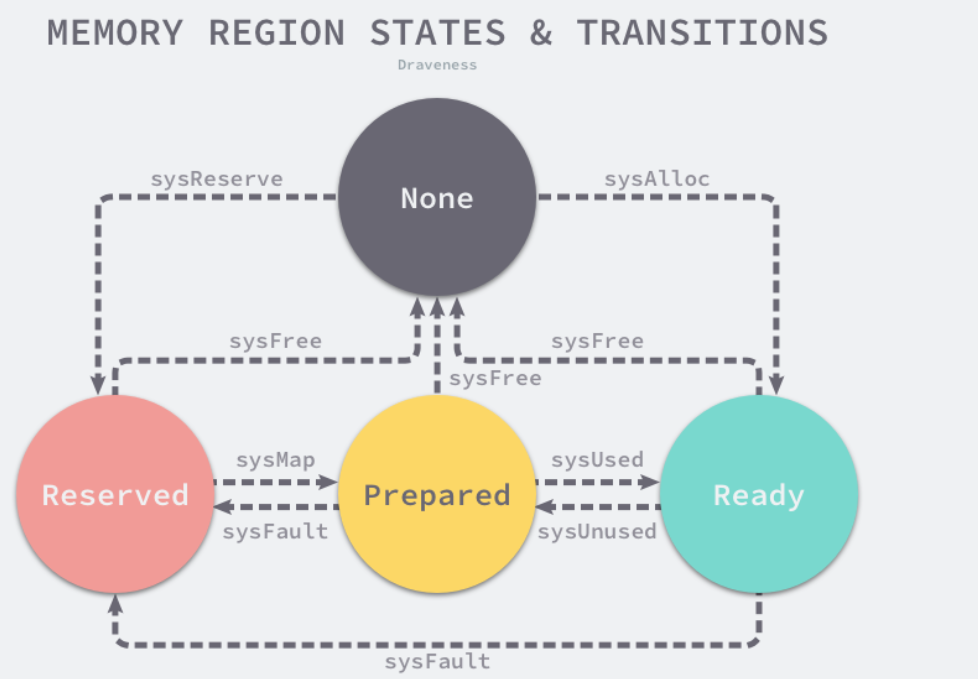 MEMORY REGION STATES & TRANSITIONS
Draveness
sysReserve
None
sysAlloc
sysFree
sysFree
sysFree
sysMap
sysUsed
Reserved
Prepared
Ready
sysFault
sysUnused
sysFault